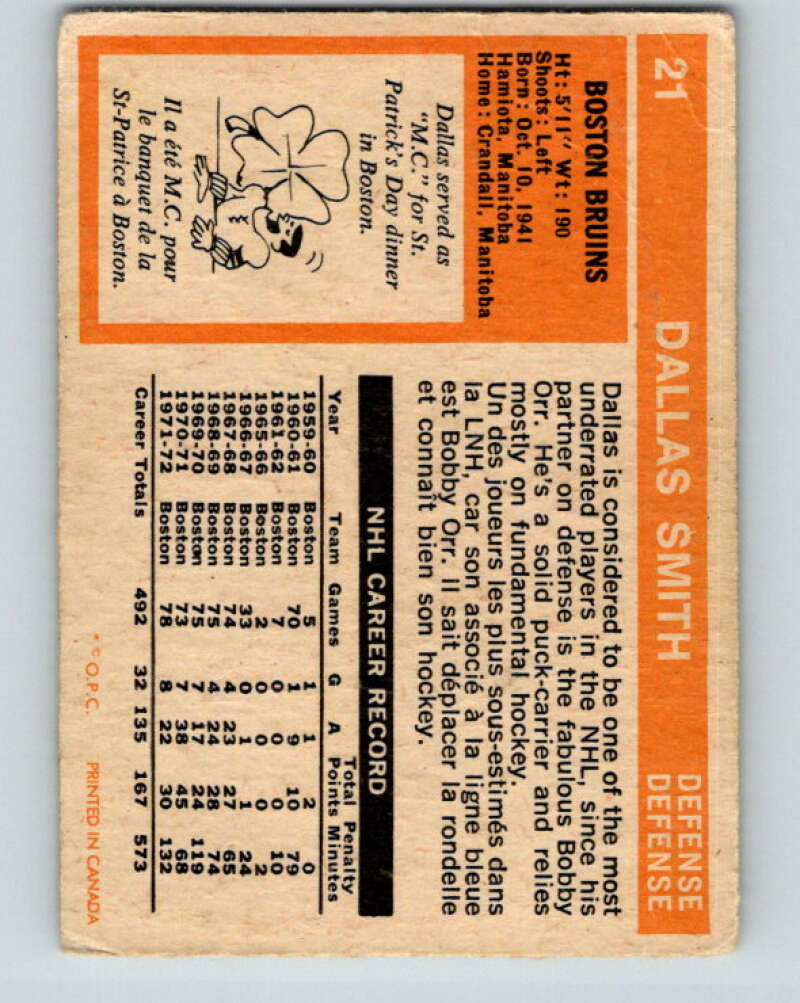 21 DALLAS SMITH DEFENSE
DEFENSE
BOSTON BRUINS
Ht: 5'11" Wt: 190
Shoots: Left
Born: Oct. 10, 1941
Hamiota, Manitoba
Home: Crandall, Manitoba
Dallas served as
"M.C." for St.
Patrick's Day dinner
in Boston.
Il a été M.C. pour
le banquet de la
St-Patrice à Boston.
Dallas is considered to be one of the most
underrated players in the NHL, since his
partner on defense is the fabulous Bobby
Orr. He's a solid puck-carrier and relies
mostly on fundamental hockey.
Un des joueurs les plus sous-estimés dans
la LNH, car son associé à la ligne bleue
est Bobby Orr. Il sait déplacer la rondelle
et connaît bien son hockey.
NHL CAREER RECORD
Total Penalty
Year Team Games G A Points Minutes
1959-60 Boston 5 1 1 2 0
1960-61 Boston 70 1 9 10 79
1961-62 Boston 7 0 0 0 10
1965-66 Boston 2 0 0 0 2
1966-67 Boston 33 0 1 1 24
1967-68 Boston 74 4 23 27 65
1968-69 Boston 75 4 24 28 74
1969-70 Boston 75 7 17 24 119
1970-71 Boston 73 7 38 45 68
1971-72 Boston 78 8 22 30 132
Career Totals 492 32 135 167 573
* © O.P.C. PRINTED IN CANADA